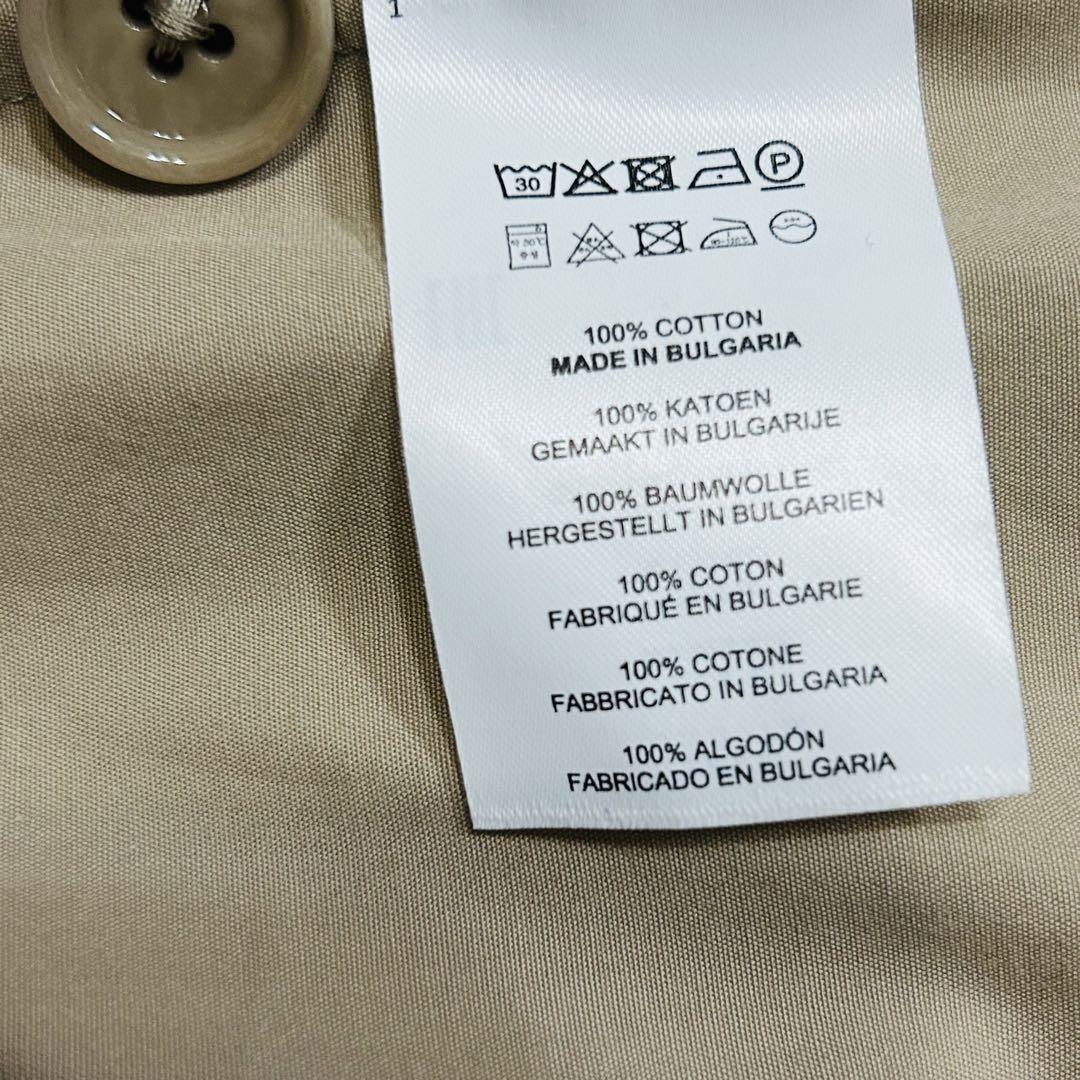 1
30
P
100% COTTON
MADE IN BULGARIA
100% KATOEN
GEMAAKT IN BULGARIJE
100% BAUMWOLLE
HERGESTELLT IN BULGARIEN
100% COTON
FABRIQUÉ EN BULGARIE
100% COTONE
FABBRICATO IN BULGARIA
100% ALGODÓN
FABRICADO EN BULGARIA